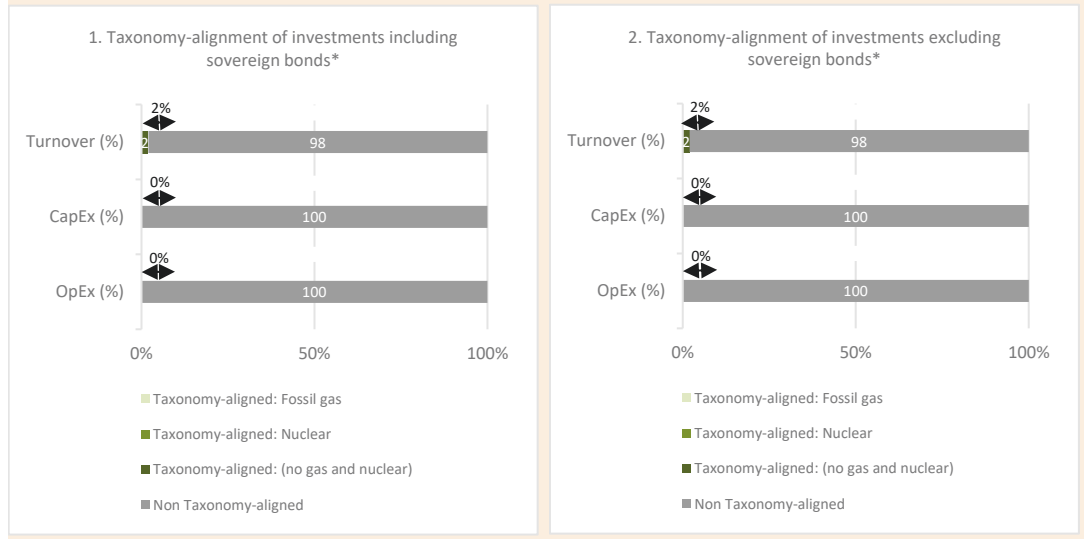 1. Taxonomy-alignment of investments including
sovereign bonds*
2%
Turnover (%)
2
98
0%
CapEx (%)
100
0%
OpEx (%)
100
0%
50%
100%
Taxonomy-aligned: Fossil gas
Taxonomy-aligned: Nuclear
Taxonomy-aligned: (no gas and nuclear)
Non Taxonomy-aligned
2. Taxonomy-alignment of investments excluding
sovereign bonds*
2%
Turnover (%)
2
98
0%
CapEx (%)
100
0%
OpEx (%)
100
0%
50%
100%
Taxonomy-aligned: Fossil gas
Taxonomy-aligned: Nuclear
Taxonomy-aligned: (no gas and nuclear)
Non Taxonomy-aligned